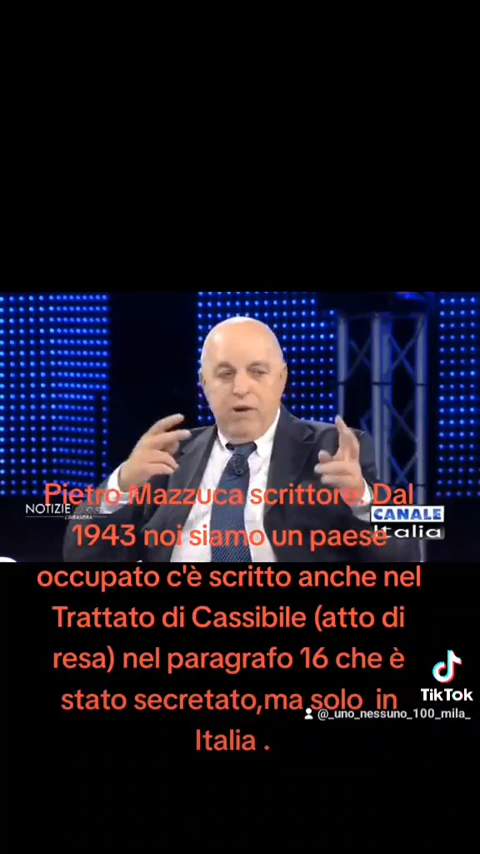 Pietro Mazzuca scrittore: Dal
1943 noi siamo un paese
occupato c'è scritto anche nel
Trattato di Cassibile (atto di
resa) nel paragrafo 16 che è
stato secretato,ma solo in
Italia .
NOTIZIE
LINEASERA
CANALE
Italia
TikTok
@_uno_nessuno_100_mila_